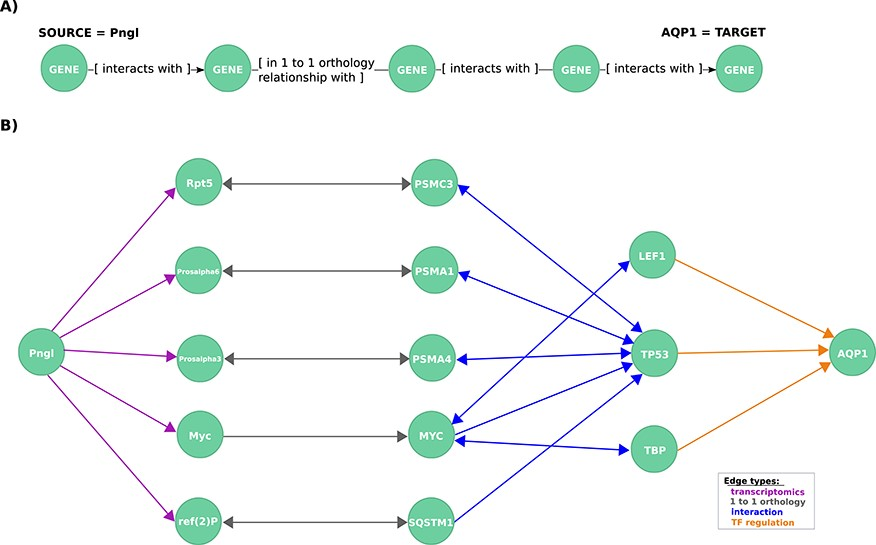 A)
SOURCE = Pngl
AQP1 = TARGET
GENE
[ interacts with ]
GENE
[ in 1 to 1 orthology
relationship with ]
GENE
[ interacts with ]
GENE
[ interacts with ]
GENE
B)
Rpt5
PSMC3
LEF1
Prosalpha6
PSMA1
Pngl
Prosalpha3
PSMA4
TP53
AQP1
Myc
MYC
TBP
ref(2)P
SQSTM1
Edge types:
transcriptomics
1 to 1 orthology
interaction
TF regulation